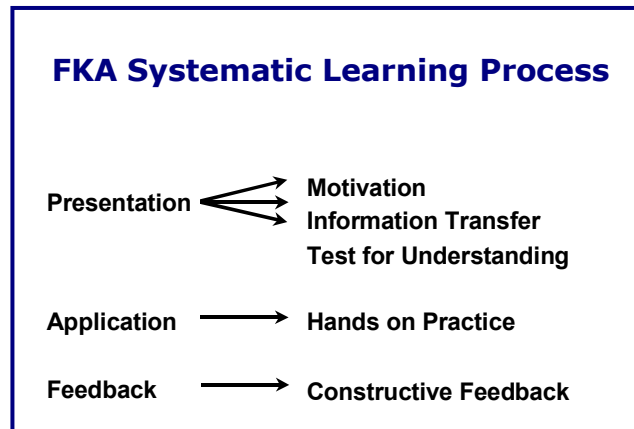 FKA Systematic Learning Process
Presentation
Motivation
Information Transfer
Test for Understanding
Application
Hands on Practice
Feedback
Constructive Feedback